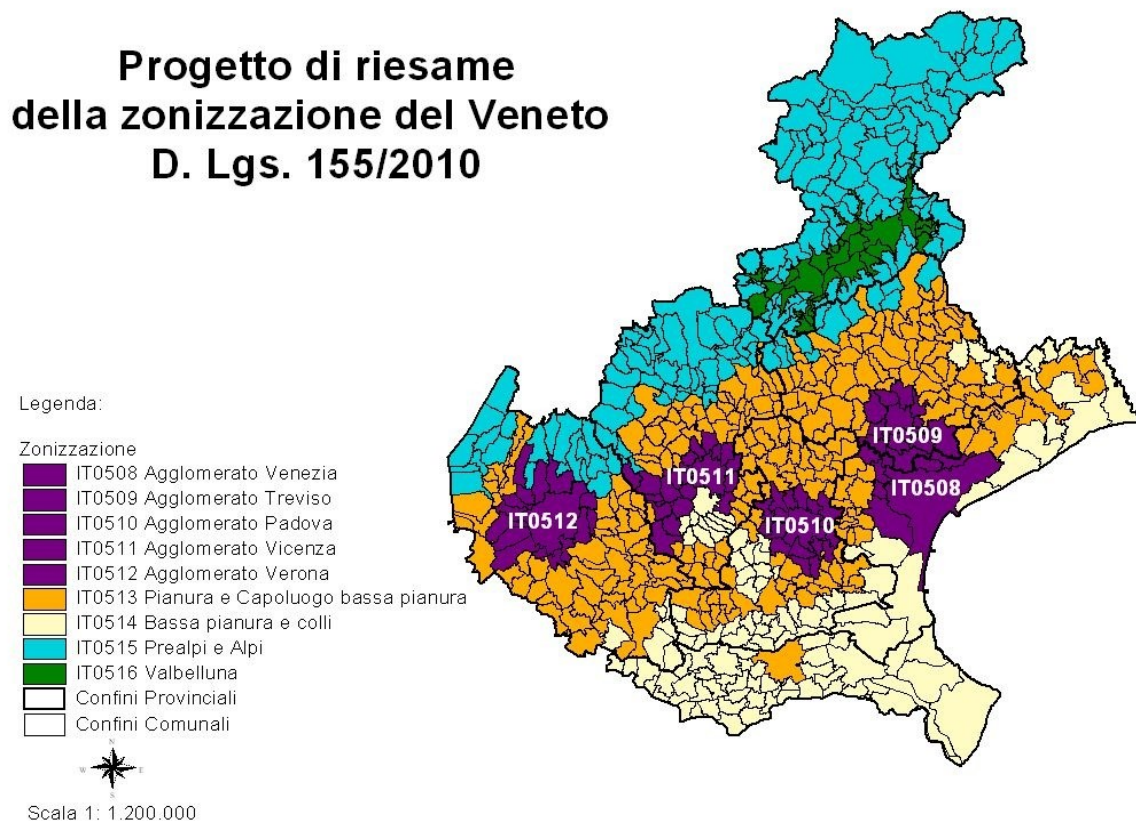 Progetto di riesame
della zonizzazione del Veneto
D. Lgs. 155/2010
Legenda:
Zonizzazione
IT0508 Agglomerato Venezia
IT0509 Agglomerato Treviso
IT0510 Agglomerato Padova
IT0511 Agglomerato Vicenza
IT0512 Agglomerato Verona
IT0513 Pianura e Capoluogo bassa pianura
IT0514 Bassa pianura e colli
IT0515 Prealpi e Alpi
IT0516 Valbelluna
Confini Provinciali
Confini Comunali
N
W E
S
Scala 1: 1.200.000
IT0509
IT0511
IT0508
IT0512
IT0510